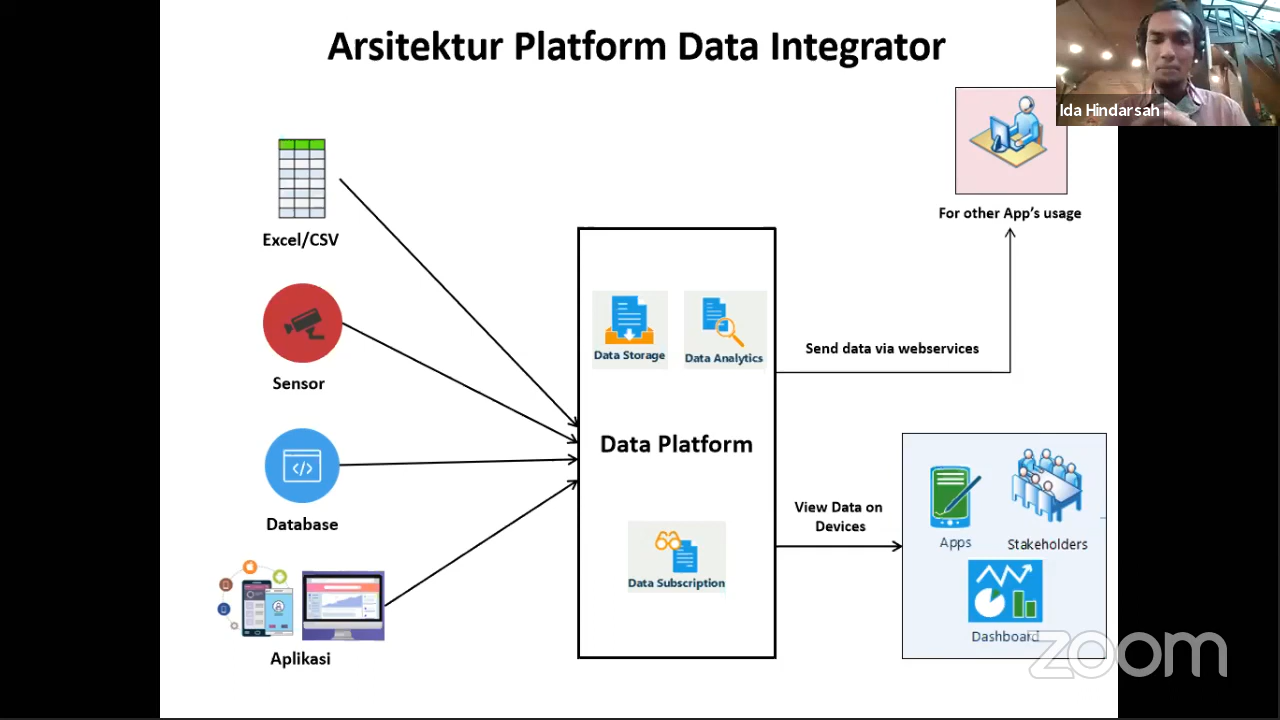 Arsitektur Platform Data Integrator
Ida Hindarsah
For other App's usage
Excel/CSV
Sensor
Database
Aplikasi
Data Storage
Data Analytics
Data Platform
Data Subscription
Send data via webservices
View Data on
Devices
Apps
Stakeholders
Dashboard
zoom